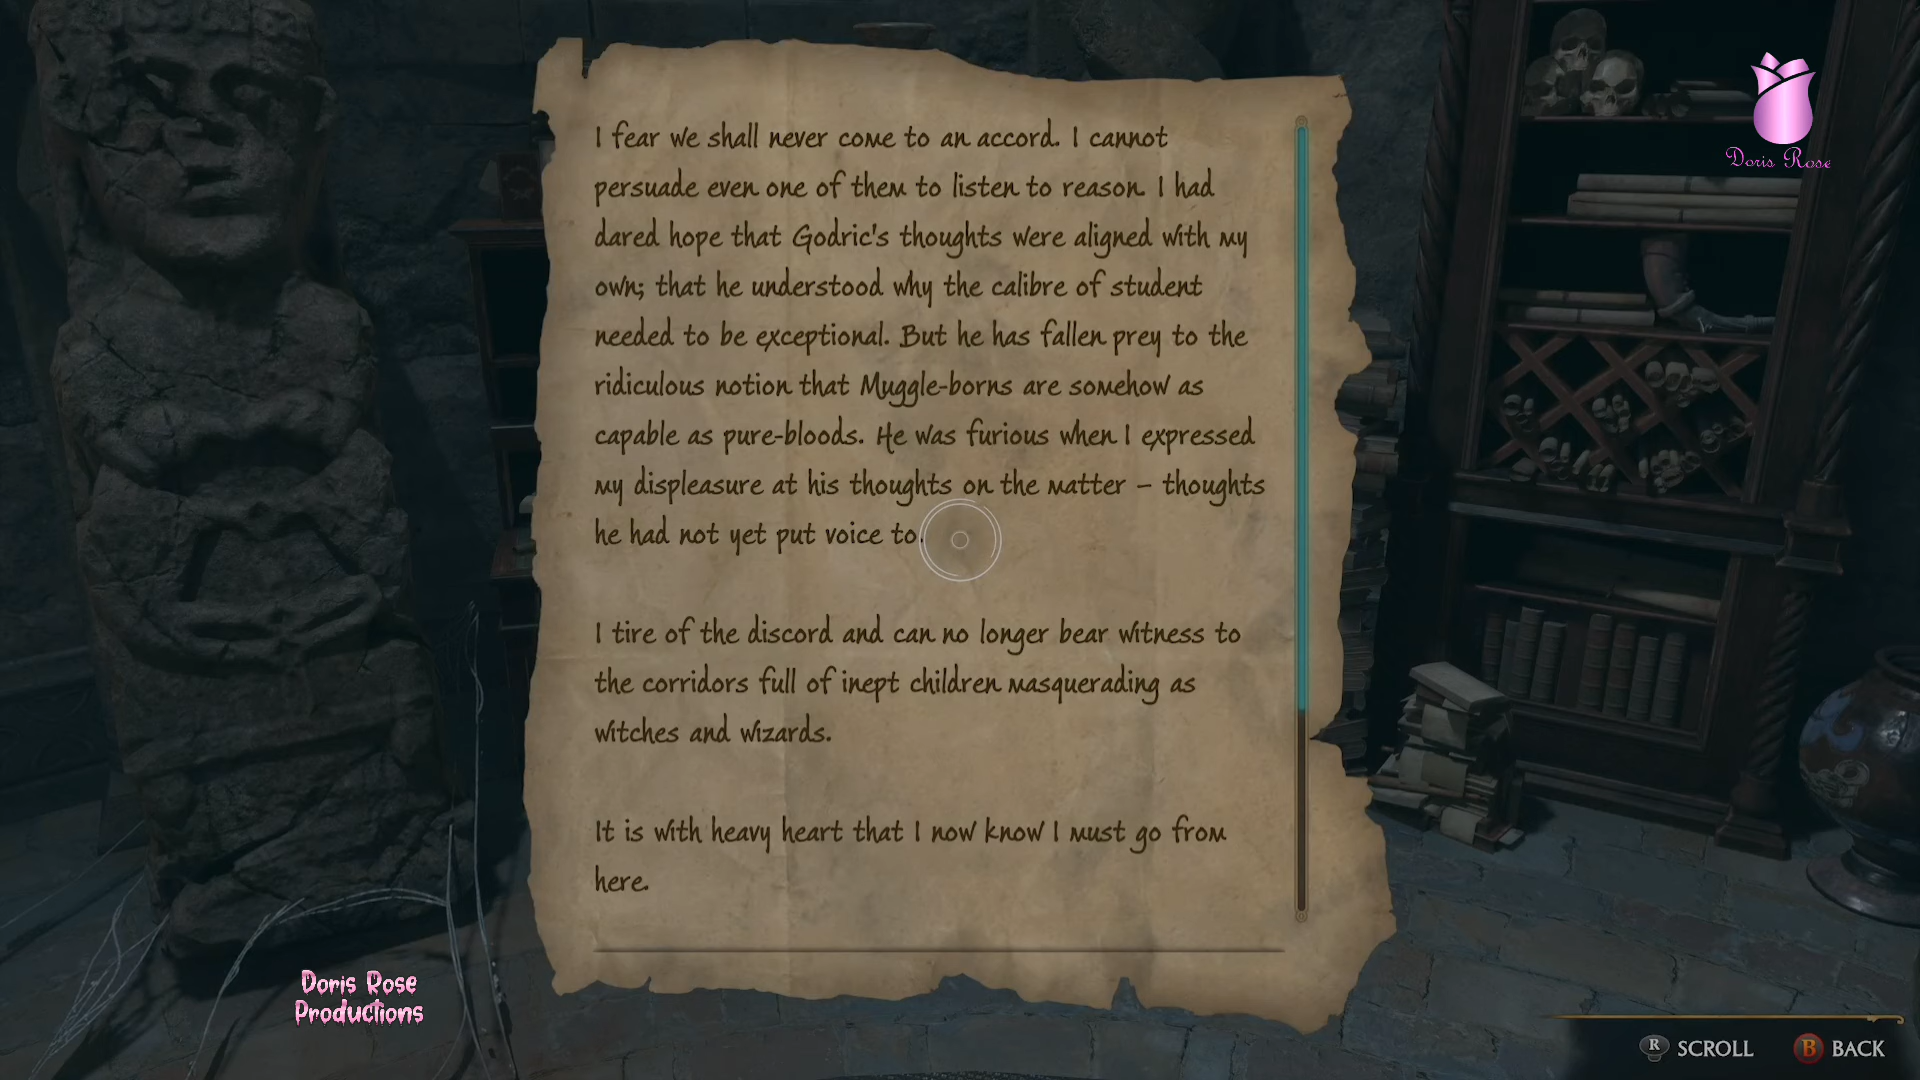 I fear we shall never come to an accord. I cannot
persuade even one of them to listen to reason. I had
dared hope that Godric's thoughts were aligned with my
own; that he understood why the calibre of student
needed to be exceptional. But he has fallen prey to the
ridiculous notion that Muggle-borns are somehow as
capable as pure-bloods. He was furious when I expressed
my displeasure at his thoughts on the matter – thoughts
he had not yet put voice to.
I tire of the discord and can no longer bear witness to
the corridors full of inept children masquerading as
witches and wizards.
It is with heavy heart that I now know I must go from
here.
Doris Rose
Doris Rose
Productions
R SCROLL B BACK